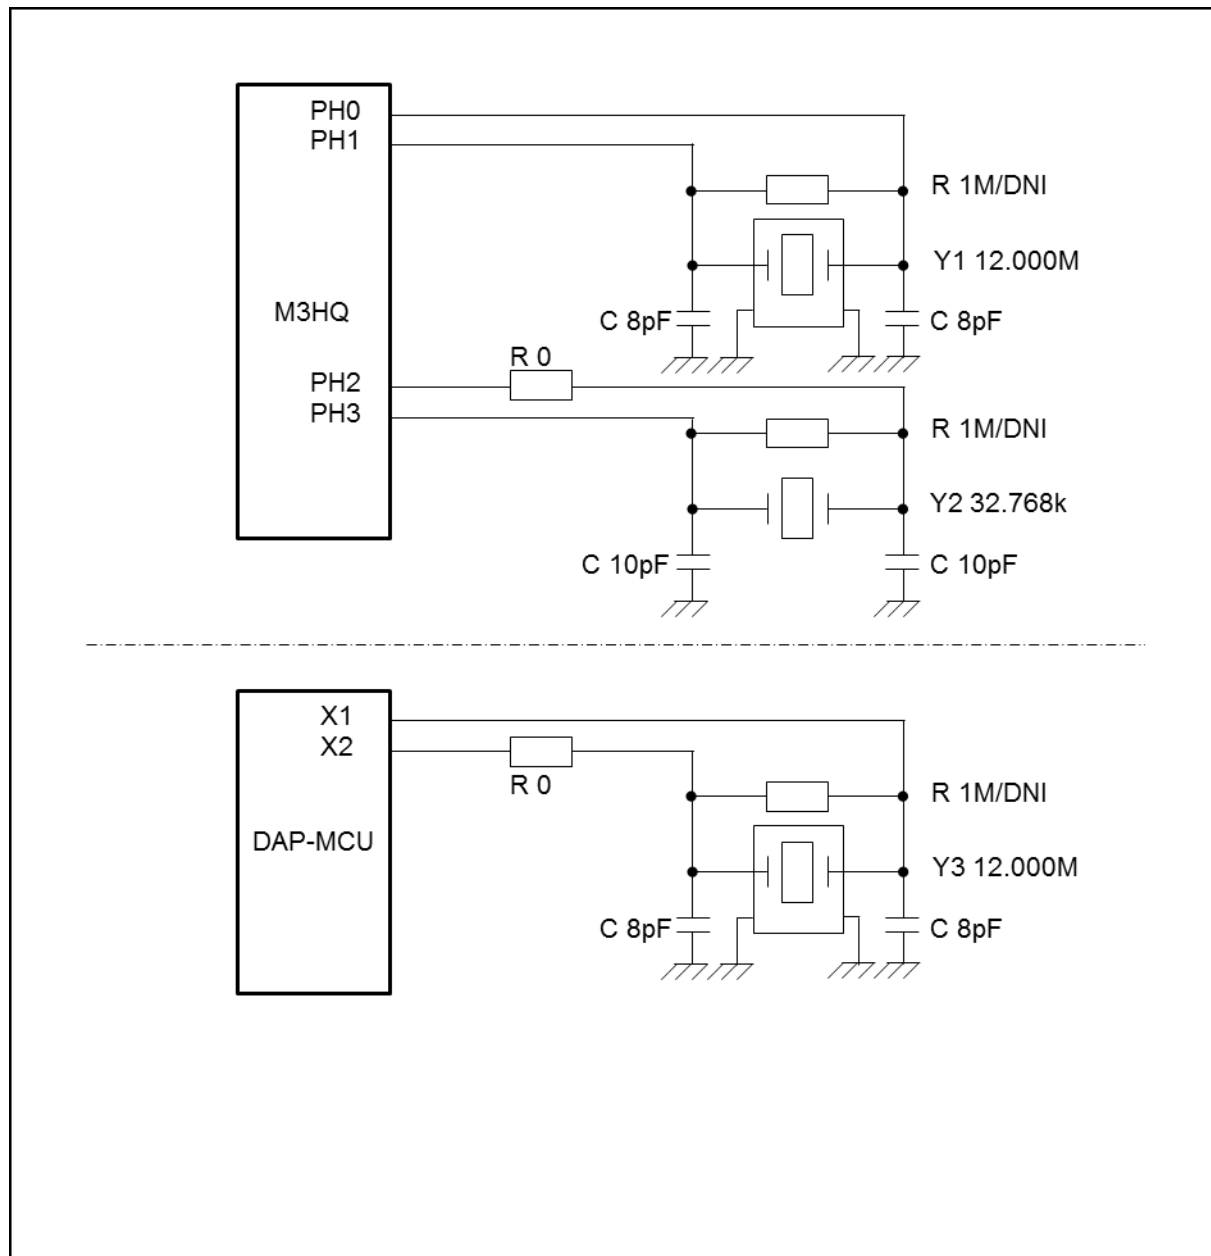 PH0
PH1
R 1M/DNI
Y1 12.000M
M3HQ
C 8pF
C 8pF
R 0
PH2
PH3
R 1M/DNI
Y2 32.768k
C 10pF
C 10pF
X1
X2
R 0
R 1M/DNI
DAP-MCU
Y3 12.000M
C 8pF
C 8pF